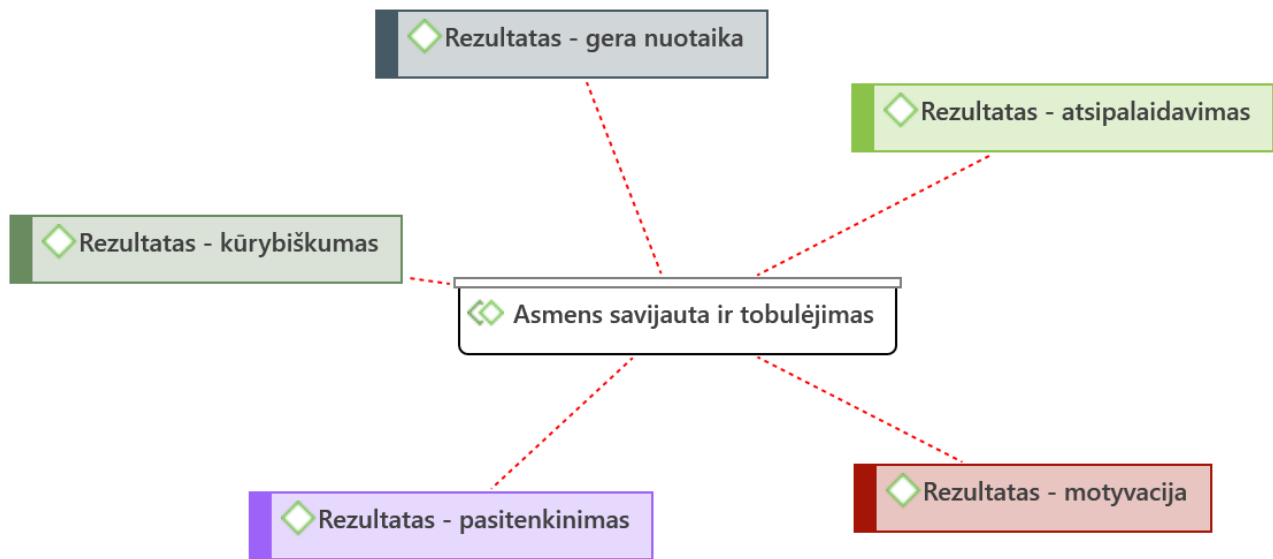 Rezultatas - gera nuotaika
Rezultatas - atsipalaidavimas
Rezultatas - kūrybiškumas
Asmens savijauta ir tobulėjimas
Rezultatas - motyvacija
Rezultatas - pasitenkinimas